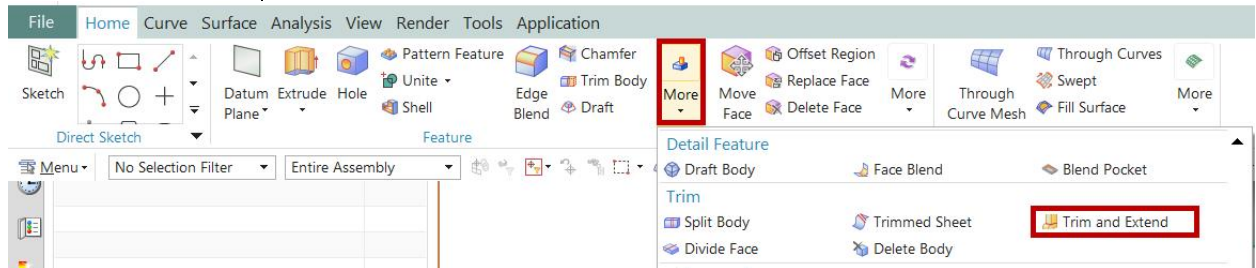 File Home Curve Surface Analysis View Render Tools Application
Pattern Feature Chamfer Offset Region Through Curves
Unite Trim Body Replace Face Swept
Sketch Datum Extrude Hole Shell Edge Draft More Move Delete Face More Through Fill Surface More
Plane Blend Face Curve Mesh
Direct Sketch Feature
Detail Feature
Menu No Selection Filter Entire Assembly
Draft Body Face Blend Blend Pocket
Trim
Split Body Trimmed Sheet Trim and Extend
Divide Face Delete Body